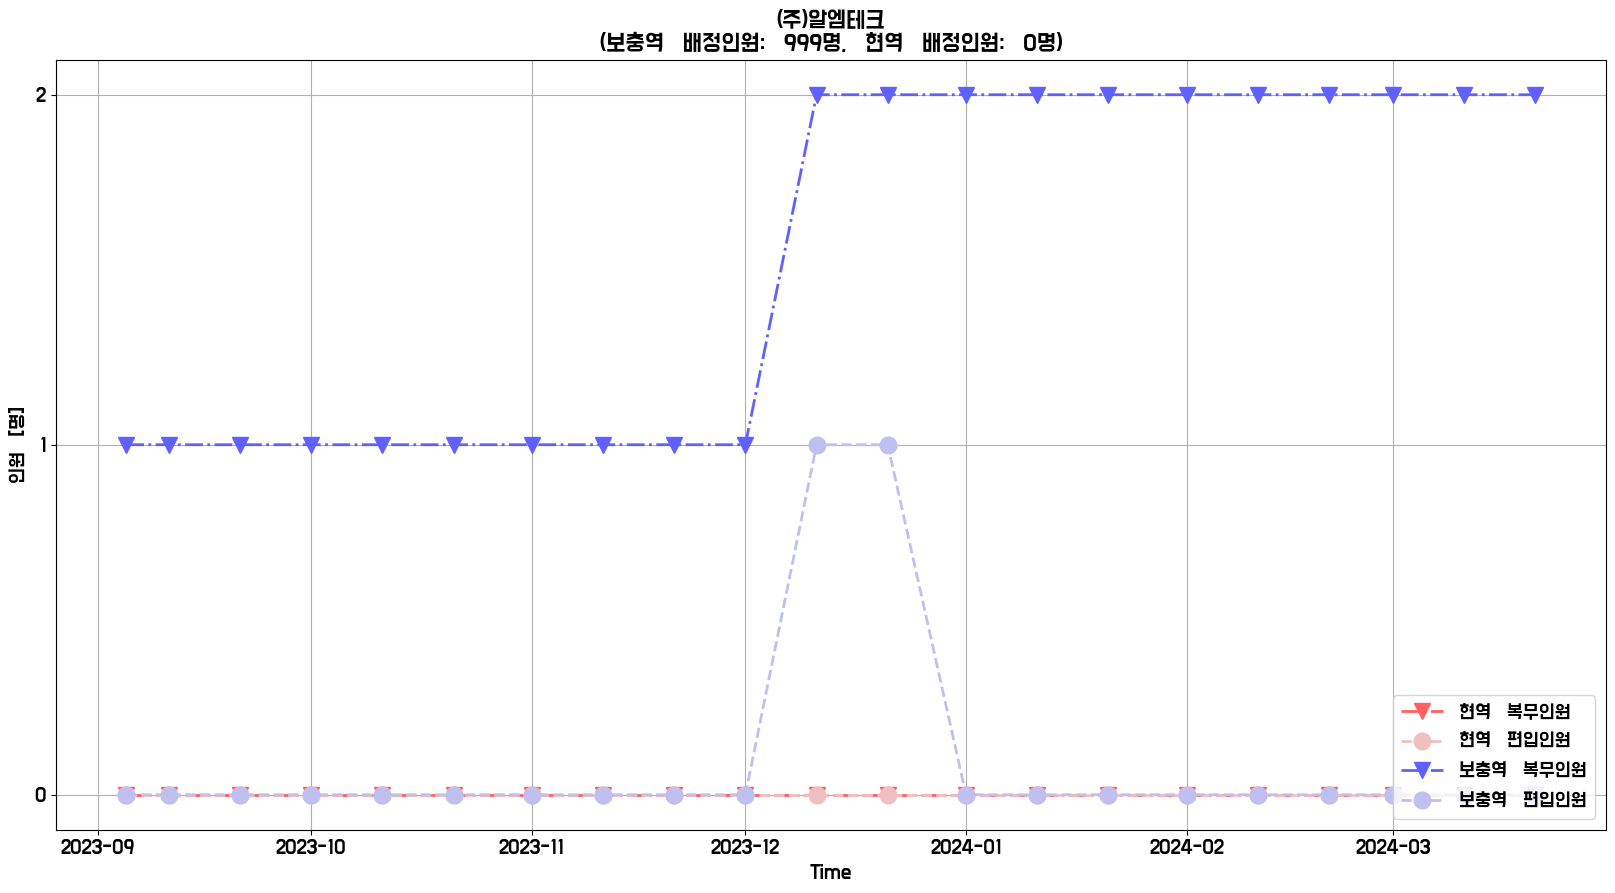 (주)알엠테크
(보충역 배정인원: 999명, 현역 배정인원: 0명)
인원 [명]
2
1
0
2023-09 2023-10 2023-11 2023-12 2024-01 2024-02 2024-03
Time
현역 복무인원
현역 편입인원
보충역 복무인원
보충역 편입인원